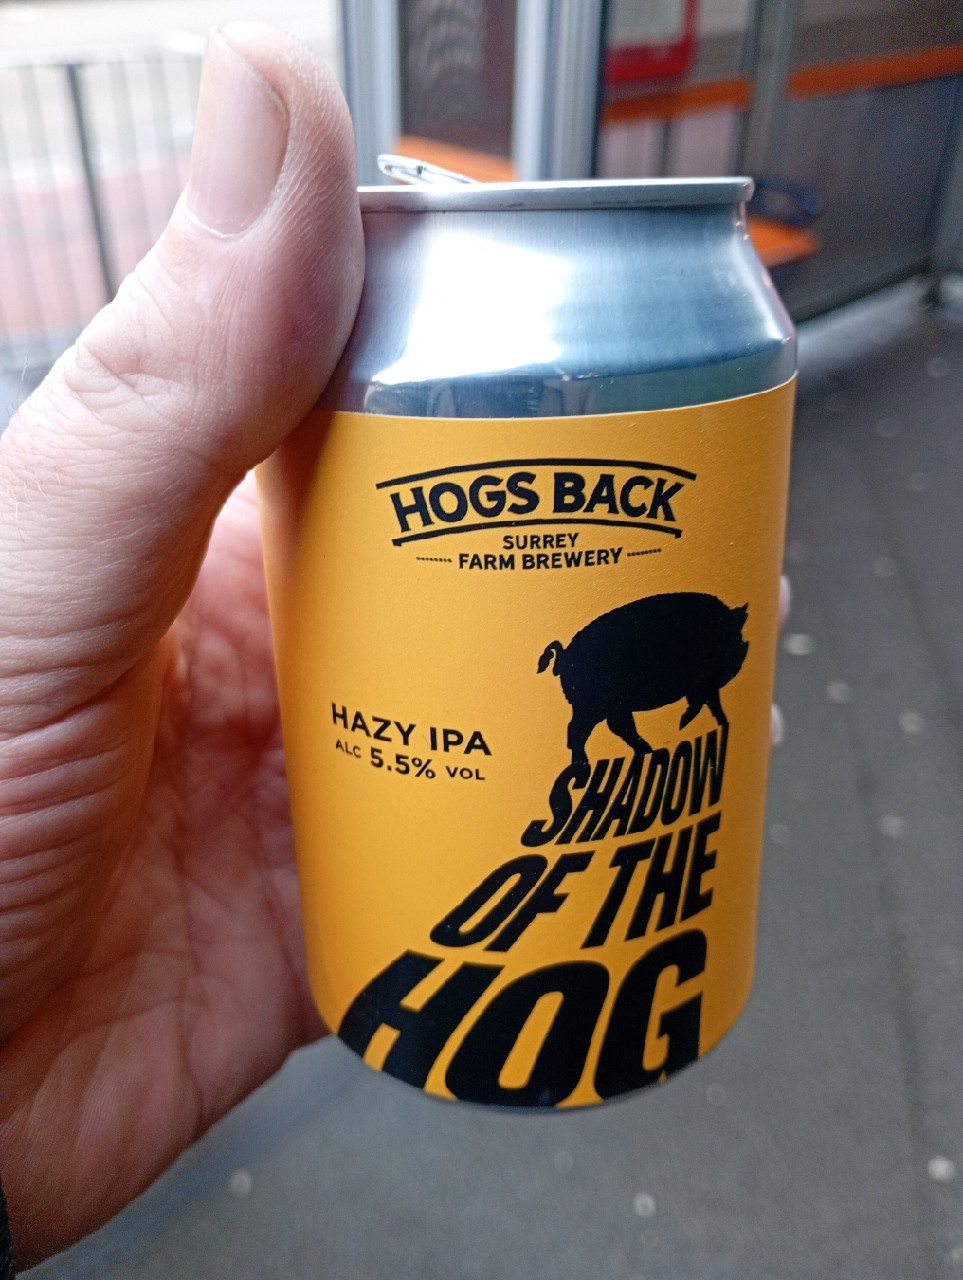 HOGS BACK
SURREY
FARM BREWERY
HAZY IPA
ALC 5.5% VOL
SHADOW
OF THE
HOG